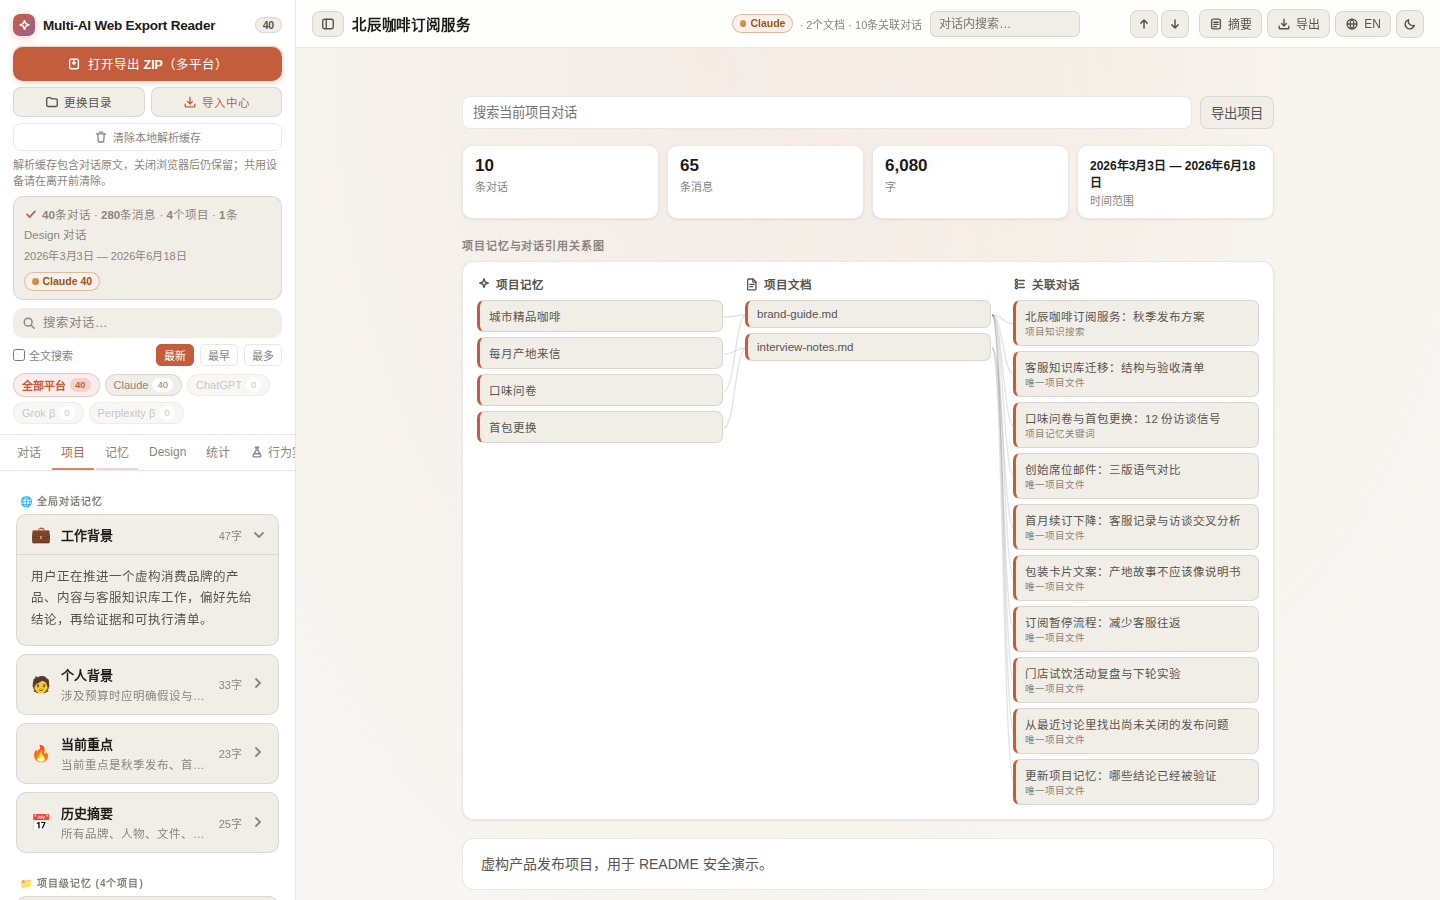 Multi-AI Web Export Reader 40
打开导出 ZIP（多平台）
更换目录 导入中心
清除本地解析缓存
解析缓存包含对话原文，关闭浏览器后仍保留；共用设
备请在离开前清除。
40条对话 · 280条消息 · 4个项目 · 1条
Design 对话
2026年3月3日 — 2026年6月18日
Claude 40
搜索对话…
全文搜索 最新 最早 最多
全部平台 40 Claude 40 ChatGPT 0
Grok β 0 Perplexity β 0
对话 项目 记忆 Design 统计
🌐 全局对话记忆
💼 工作背景 47字
用户正在推进一个虚构消费品牌的产
品、内容与客服知识库工作，偏好先给
结论，再给证据和可执行清单。
🧑 个人背景 33字
涉及预算时应明确假设与…
🔥 当前重点 23字
当前重点是秋季发布、首…
📅 历史摘要 25字
所有品牌、人物、文件、…
📁 项目级记忆 (4个项目)
北辰咖啡订阅服务 Claude · 2个文档 · 10条关联对话 对话内搜索… 摘要 导出 EN
搜索当前项目对话 导出项目
10 条对话
65 条消息
6,080 字
2026年3月3日 — 2026年6月18
日
时间范围
项目记忆与对话引用关系图
项目记忆
城市精品咖啡
每月产地来信
口味问卷
首包更换
项目文档
brand-guide.md
interview-notes.md
关联对话
北辰咖啡订阅服务：秋季发布方案
项目知识搜索
客服知识库迁移：结构与验收清单
唯一项目文件
口味问卷与首包更换：12 份访谈信号
项目记忆关键词
创始席位邮件：三版语气对比
唯一项目文件
首月续订下降：客服记录与访谈交叉分析
唯一项目文件
包装卡片文案：产地故事不应该像说明书
唯一项目文件
订阅暂停流程：减少客服往返
唯一项目文件
门店试饮活动复盘与下轮实验
唯一项目文件
从最近讨论里找出尚未关闭的发布问题
唯一项目文件
更新项目记忆：哪些结论已经被验证
唯一项目文件
虚构产品发布项目，用于 README 安全演示。